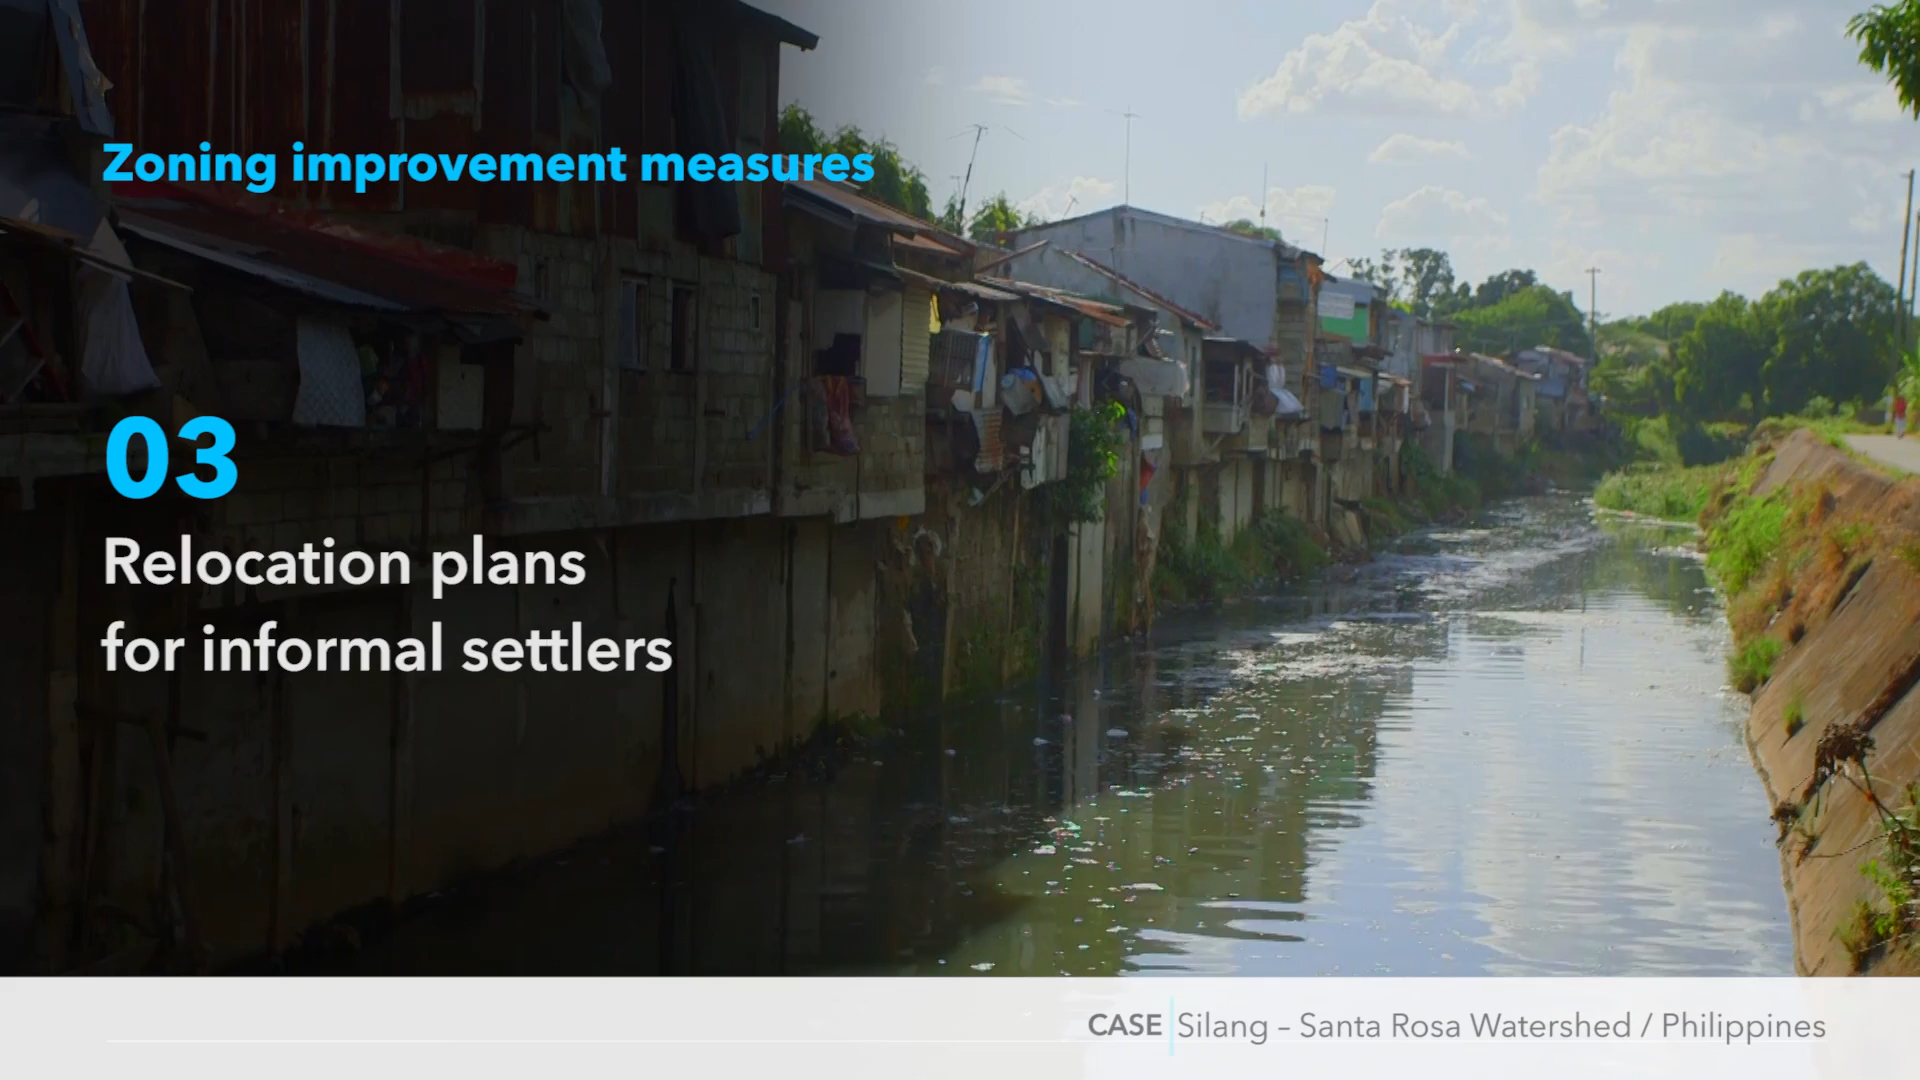 Zoning improvement measures
03
Relocation plans
for informal settlers
CASE Silang – Santa Rosa Watershed / Philippines